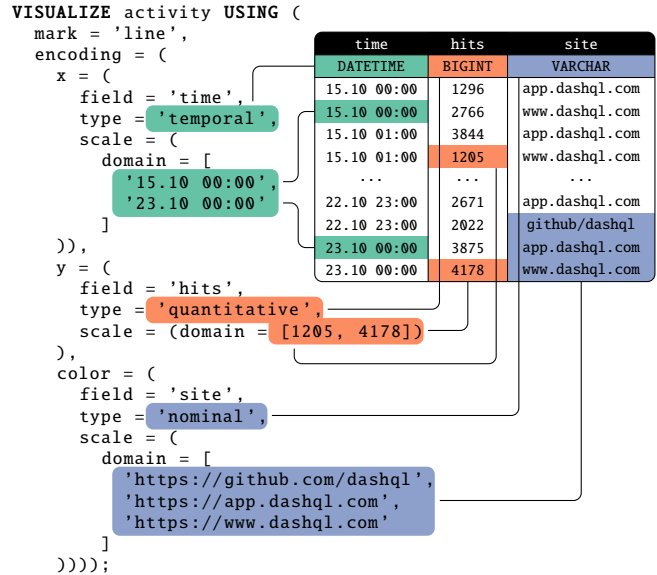 VISUALIZE activity USING (
mark = 'line',
encoding = (
x = (
field = 'time',
type = 'temporal',
scale = (
domain = [
'15.10 00:00',
'23.10 00:00'
]
)),
y = (
field = 'hits',
type = 'quantitative',
scale = (domain = [1205, 4178])
),
color = (
field = 'site',
type = 'nominal',
scale = (
domain = [
'https://github.com/dashql',
'https://app.dashql.com',
'https://www.dashql.com'
]
))));
time hits site
DATETIME BIGINT VARCHAR
15.10 00:00 1296 app.dashql.com
15.10 00:00 2766 www.dashql.com
15.10 01:00 3844 app.dashql.com
15.10 01:00 1205 www.dashql.com
... ... ...
22.10 23:00 2671 app.dashql.com
22.10 23:00 2022 github/dashql
23.10 00:00 3875 app.dashql.com
23.10 00:00 4178 www.dashql.com